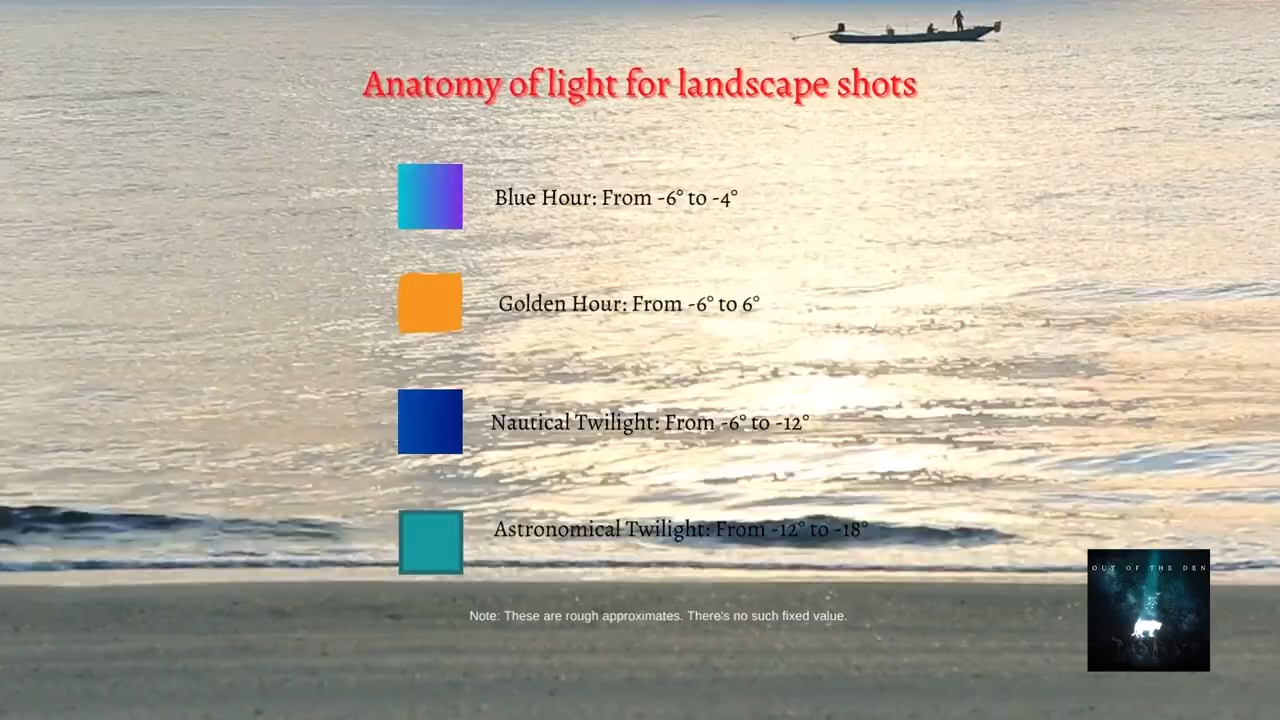 Anatomy of light for landscape shots
Blue Hour: From -6° to -4°
Golden Hour: From -6° to 6°
Nautical Twilight: From -6° to -12°
Astronomical Twilight: From -12° to -18°
OUT OF THE DEN
Note: These are rough approximates. There's no such fixed value.